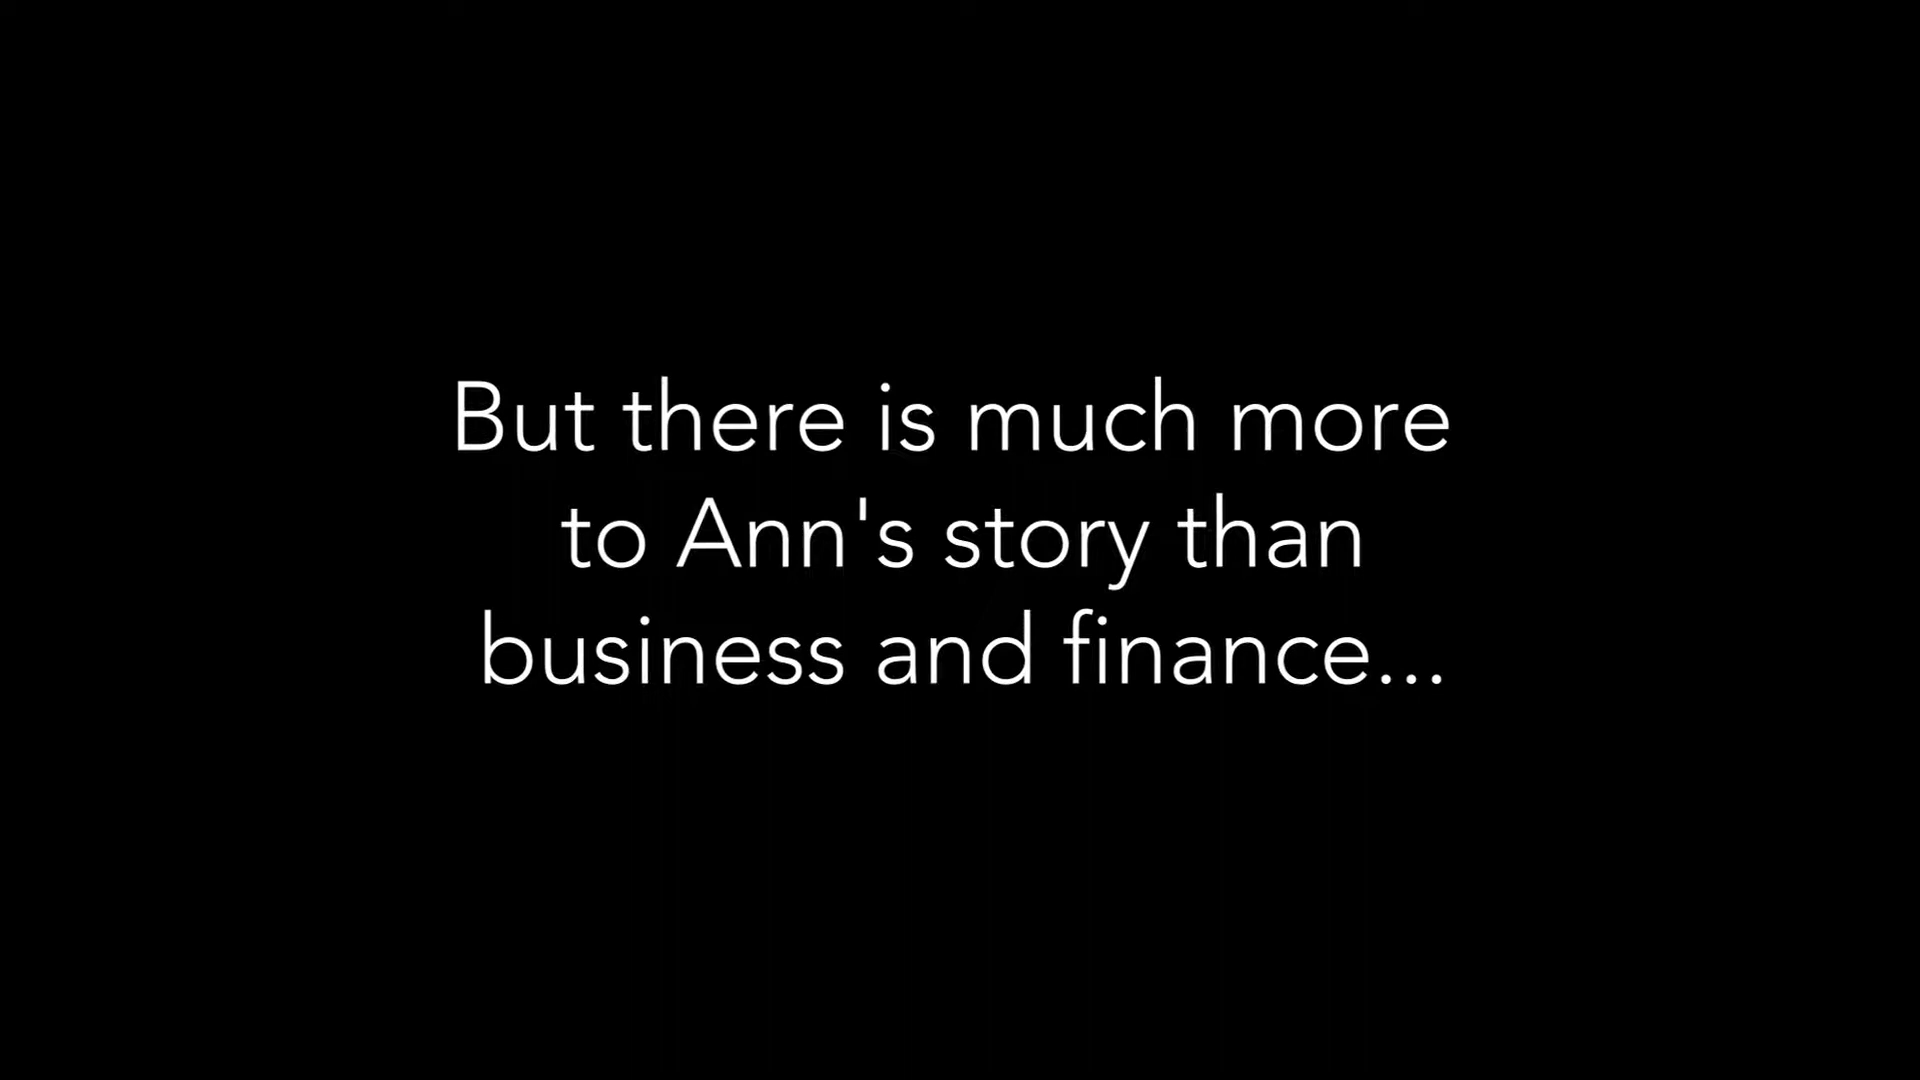 But there is much more
to Ann's story than
business and finance...